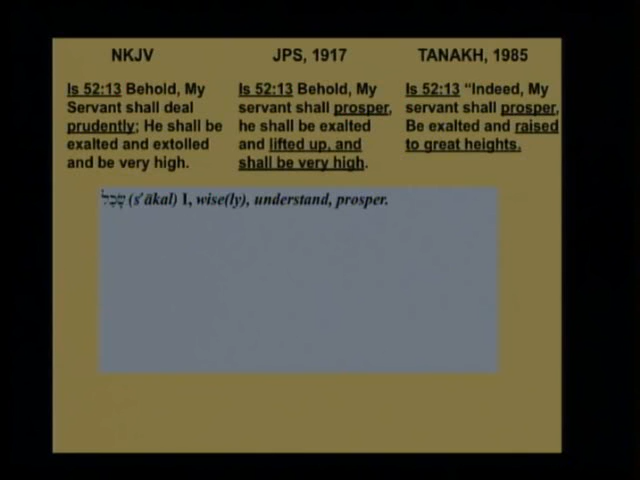 NKJV
Is 52:13 Behold, My
Servant shall deal
prudently; He shall be
exalted and extolled
and be very high.
JPS, 1917
Is 52:13 Behold, My
servant shall prosper,
he shall be exalted
and lifted up, and
shall be very high.
TANAKH, 1985
Is 52:13 “Indeed, My
servant shall prosper,
Be exalted and raised
to great heights.
שָׂכַל (s´ākal) I, wise(ly), understand, prosper.